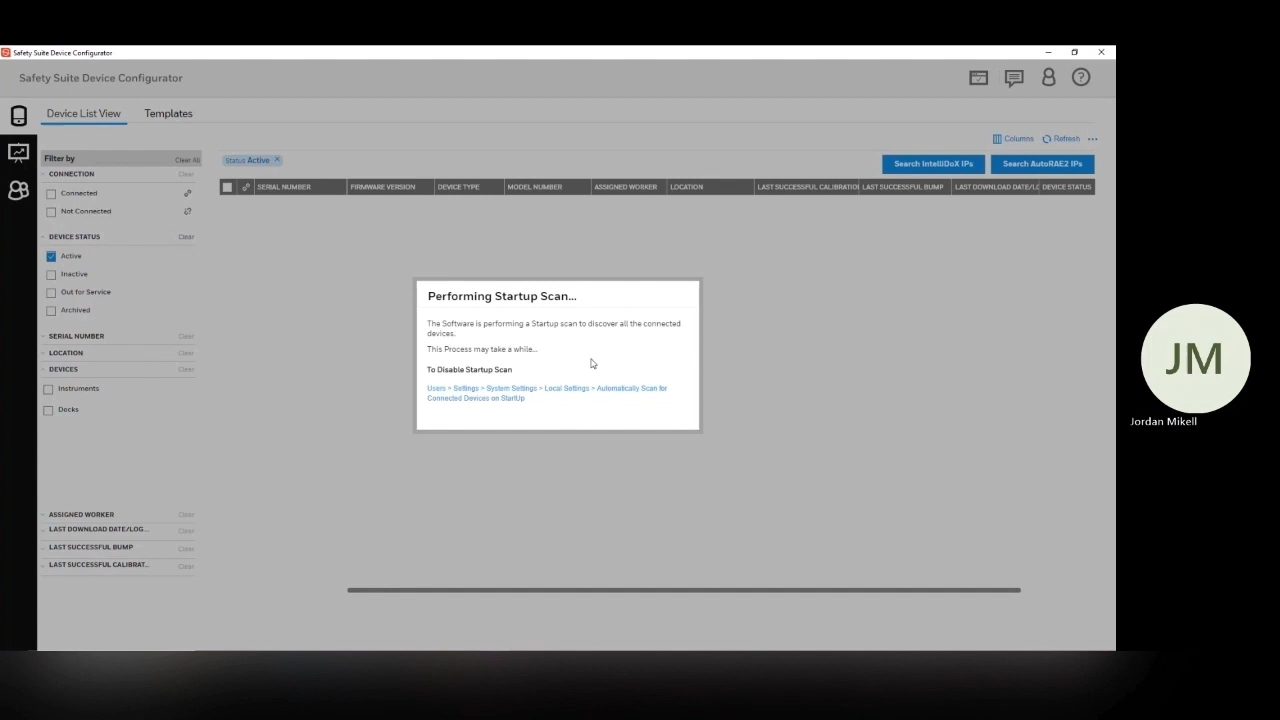 Safety Suite Device Configurator
Safety Suite Device Configurator
Device List View
Templates
Columns
Refresh
Filter by
Clear All
Status Active
Search IntelliDoX IPs
Search AutoRAE2 IPs
CONNECTION
Clear
SERIAL NUMBER
FIRMWARE VERSION
DEVICE TYPE
MODEL NUMBER
ASSIGNED WORKER
LOCATION
LAST SUCCESSFUL CALIBRATIO
LAST SUCCESSFUL BUMP
LAST DOWNLOAD DATE/LO
DEVICE STATUS
Connected
Not Connected
DEVICE STATUS
Clear
Active
Inactive
Out for Service
Archived
SERIAL NUMBER
Clear
LOCATION
Clear
DEVICES
Clear
Instruments
Docks
ASSIGNED WORKER
Clear
LAST DOWNLOAD DATE/LOG...
Clear
LAST SUCCESSFUL BUMP
Clear
LAST SUCCESSFUL CALIBRAT...
Clear
Performing Startup Scan...
The Software is performing a Startup scan to discover all the connected
devices.
This Process may take a while...
To Disable Startup Scan
Users > Settings > System Settings > Local Settings > Automatically Scan for
Connected Devices on StartUp
JM
Jordan Mikell